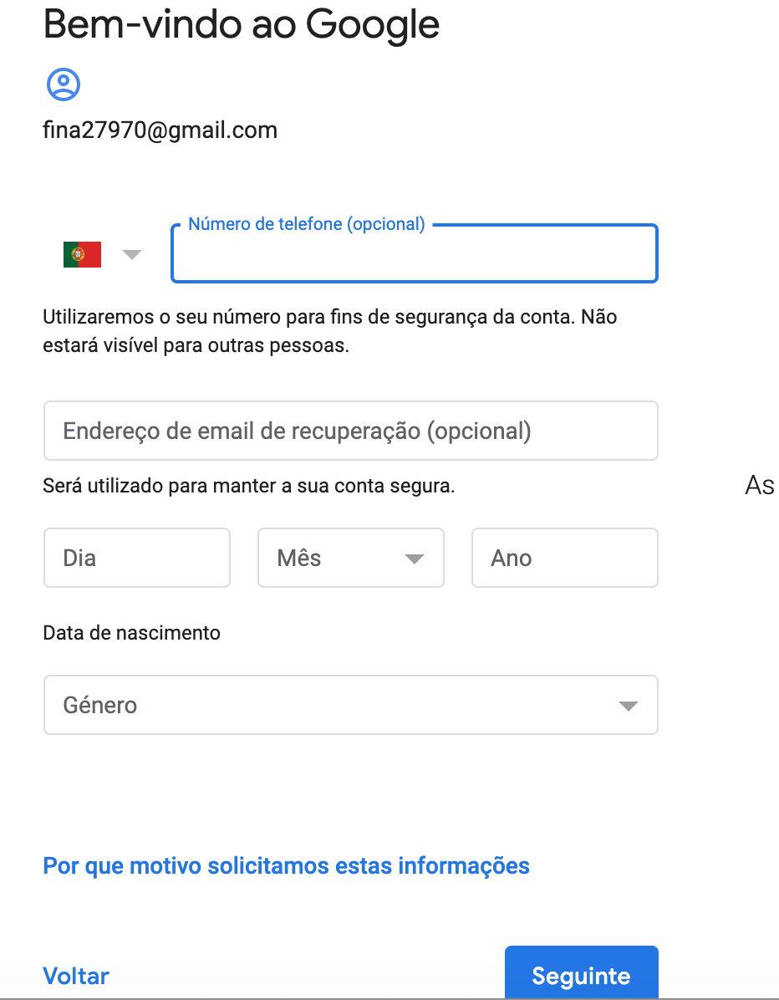 Bem-vindo ao Google
fina27970@gmail.com
Número de telefone (opcional)
Utilizaremos o seu número para fins de segurança da conta. Não
estará visível para outras pessoas.
Endereço de email de recuperação (opcional)
Será utilizado para manter a sua conta segura.
As
Dia
Mês
Ano
Data de nascimento
Género
Por que motivo solicitamos estas informações
Voltar
Seguinte